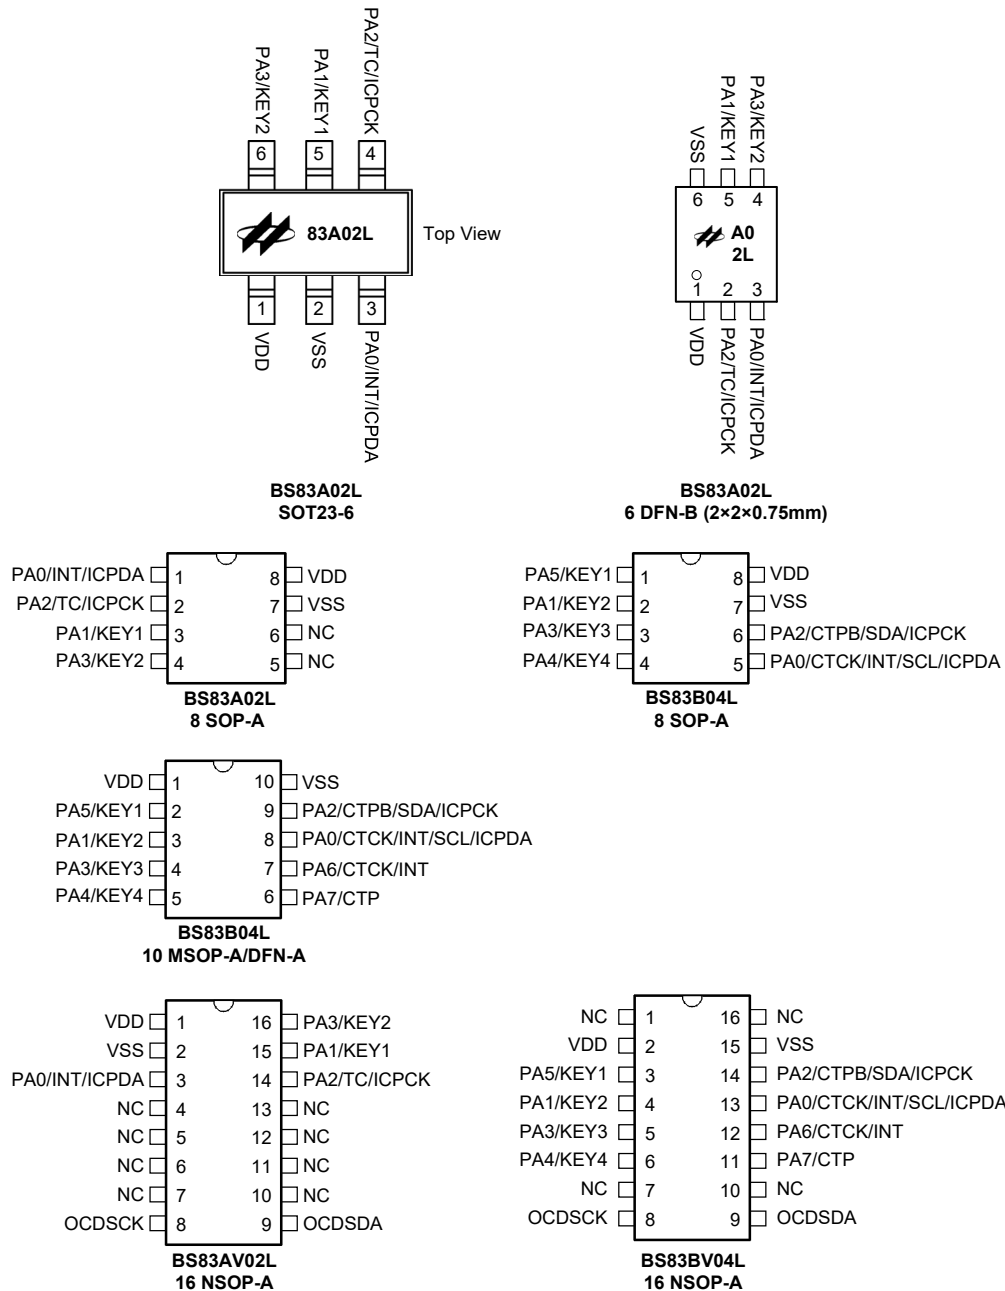 PA3/KEY2
PA1/KEY1
PA2/TC/ICPCK
6
5
4
83A02L
Top View
1
2
3
VDD
VSS
PA0/INT/ICPDA
BS83A02L
SOT23-6
VSS
PA1/KEY1
PA3/KEY2
6
5
4
A0
2L
1
2
3
VDD
PA2/TC/ICPCK
PA0/INT/ICPDA
BS83A02L
6 DFN-B (2×2×0.75mm)
PA0/INT/ICPDA 1 8 VDD
PA2/TC/ICPCK 2 7 VSS
PA1/KEY1 3 6 NC
PA3/KEY2 4 5 NC
BS83A02L
8 SOP-A
PA5/KEY1 1 8 VDD
PA1/KEY2 2 7 VSS
PA3/KEY3 3 6 PA2/CTPB/SDA/ICPCK
PA4/KEY4 4 5 PA0/CTCK/INT/SCL/ICPDA
BS83B04L
8 SOP-A
VDD 1 10 VSS
PA5/KEY1 2 9 PA2/CTPB/SDA/ICPCK
PA1/KEY2 3 8 PA0/CTCK/INT/SCL/ICPDA
PA3/KEY3 4 7 PA6/CTCK/INT
PA4/KEY4 5 6 PA7/CTP
BS83B04L
10 MSOP-A/DFN-A
VDD 1 16 PA3/KEY2
VSS 2 15 PA1/KEY1
PA0/INT/ICPDA 3 14 PA2/TC/ICPCK
NC 4 13 NC
NC 5 12 NC
NC 6 11 NC
NC 7 10 NC
OCDSCK 8 9 OCDSDA
BS83AV02L
16 NSOP-A
NC 1 16 NC
VDD 2 15 VSS
PA5/KEY1 3 14 PA2/CTPB/SDA/ICPCK
PA1/KEY2 4 13 PA0/CTCK/INT/SCL/ICPDA
PA3/KEY3 5 12 PA6/CTCK/INT
PA4/KEY4 6 11 PA7/CTP
NC 7 10 NC
OCDSCK 8 9 OCDSDA
BS83BV04L
16 NSOP-A